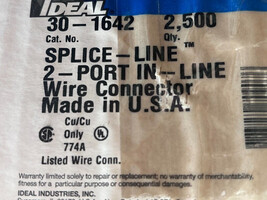 IDEAL
30-1642 2,500
Cat. No. Qty.
SPLICE-LINE™
2-PORT IN-LINE
Wire Connector
Made in U.S.A.
Cu/Cu
Only
774A
Listed Wire Conn.
Warranty limited solely to repair or replacement; no warranty of merchantability,
fitness for a particular purpose or consequential damages.
IDEAL INDUSTRIES, INC.